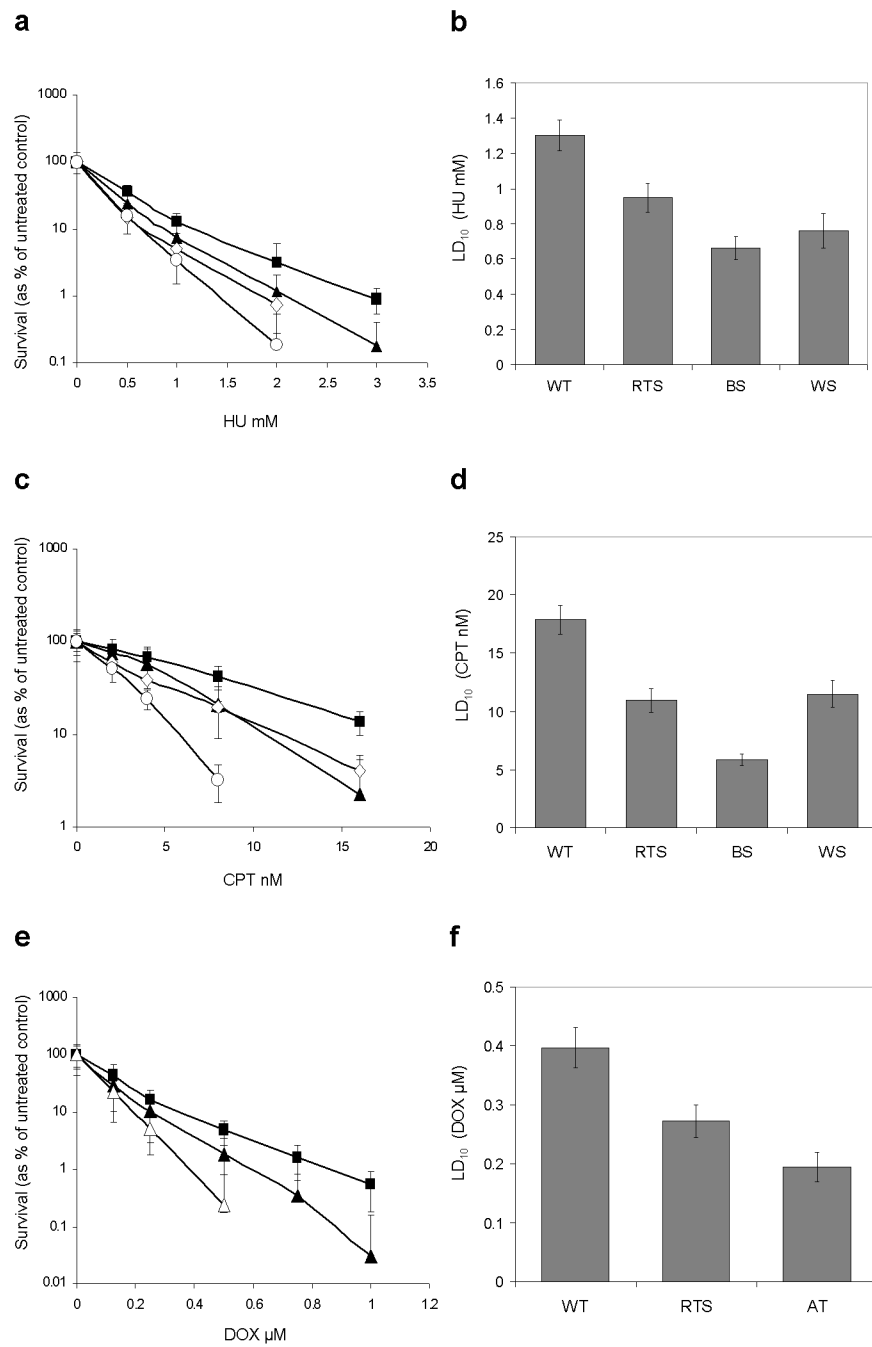 a
Survival (as % of untreated control)
1000
100
10
1
0.1
0 0.5 1 1.5 2 2.5 3 3.5
HU mM
b
LD10 (HU mM)
1.6
1.4
1.2
1
0.8
0.6
0.4
0.2
0
WT RTS BS WS
c
Survival (as % of untreated control)
1000
100
10
1
0 5 10 15 20
CPT nM
d
LD10 (CPT nM)
25
20
15
10
5
0
WT RTS BS WS
e
Survival (as % of untreated control)
1000
100
10
1
0.1
0.01
0 0.2 0.4 0.6 0.8 1 1.2
DOX µM
f
LD10 (DOX µM)
0.5
0.4
0.3
0.2
0.1
0
WT RTS AT